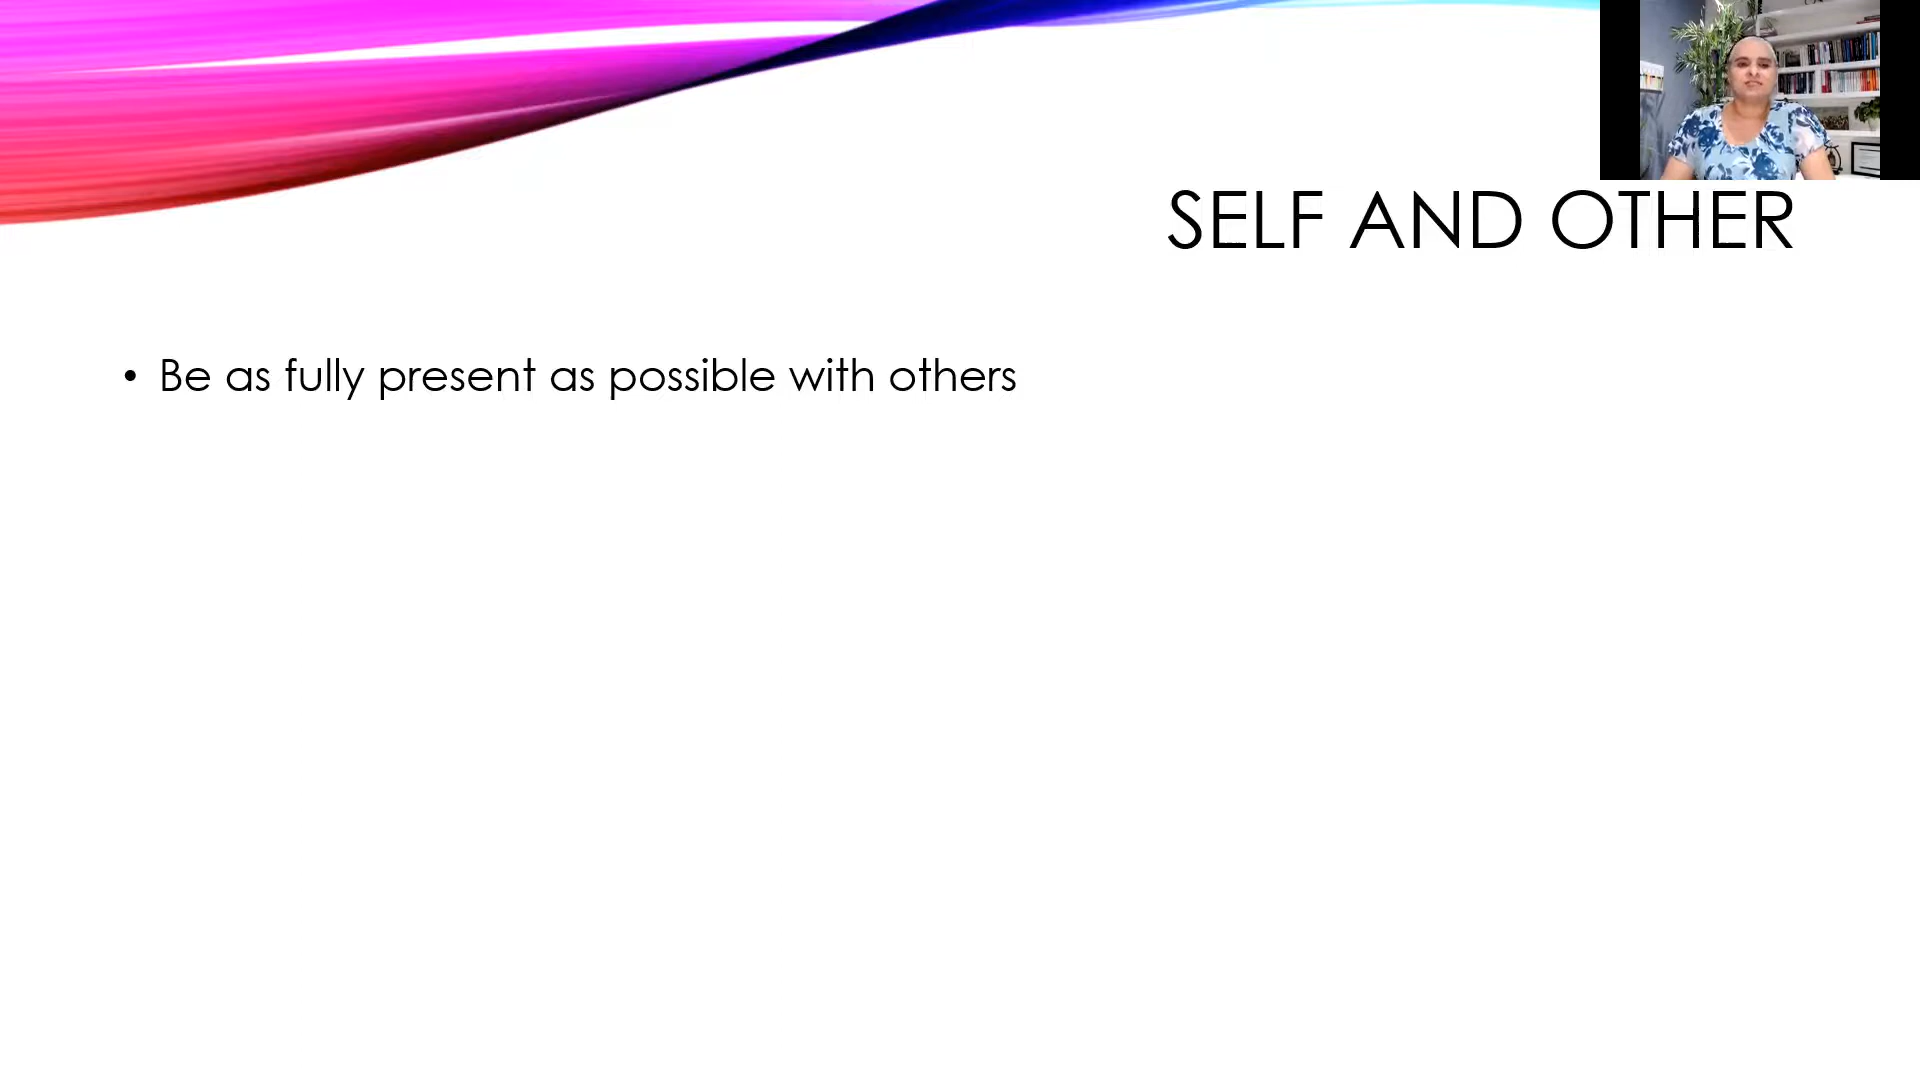 SELF AND OTHER
• Be as fully present as possible with others